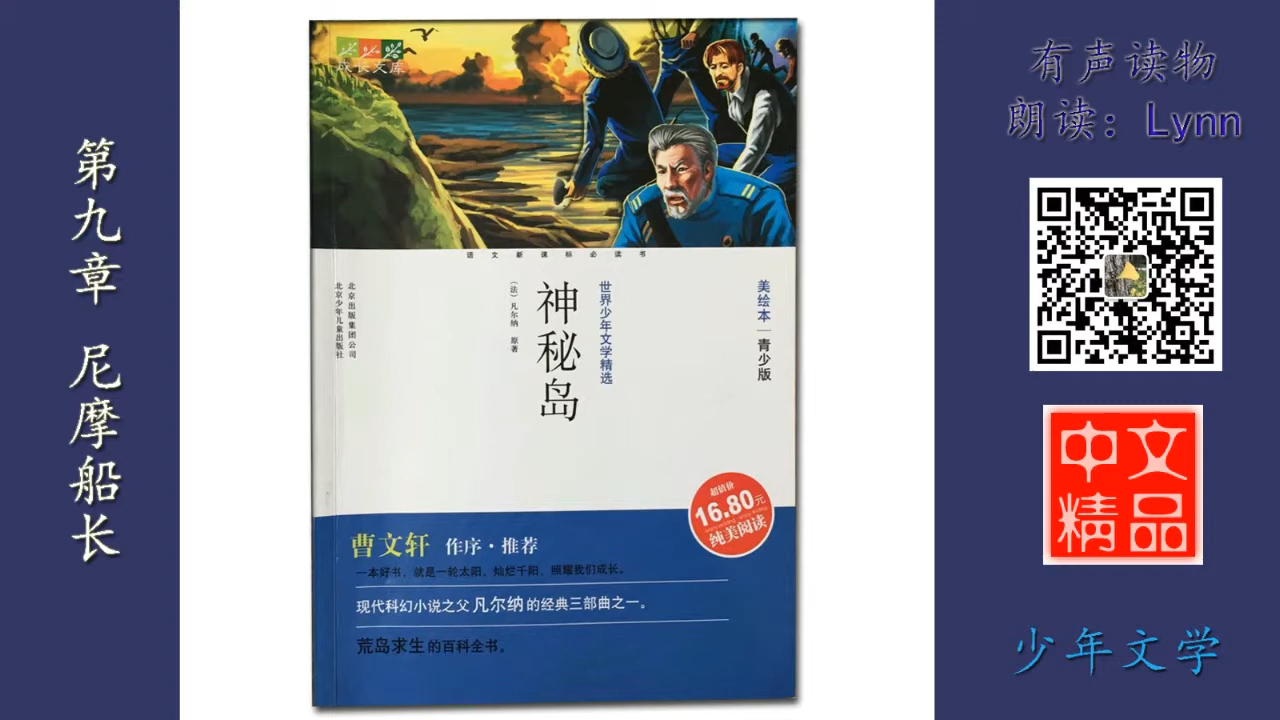 第九章 尼摩船长
成长文库
语文新课标必读书
美绘本 | 青少版
世界少年文学精选
神秘岛
(法)凡尔纳 原著
北京出版集团公司
北京少年儿童出版社
超值价
16.80元
纯美阅读
曹文轩 作序·推荐
一本好书，就是一轮太阳，灿烂千阳，照耀我们成长。
现代科幻小说之父凡尔纳的经典三部曲之一。
荒岛求生的百科全书。
有声读物
朗读：Lynn
中文
精品
少年文学